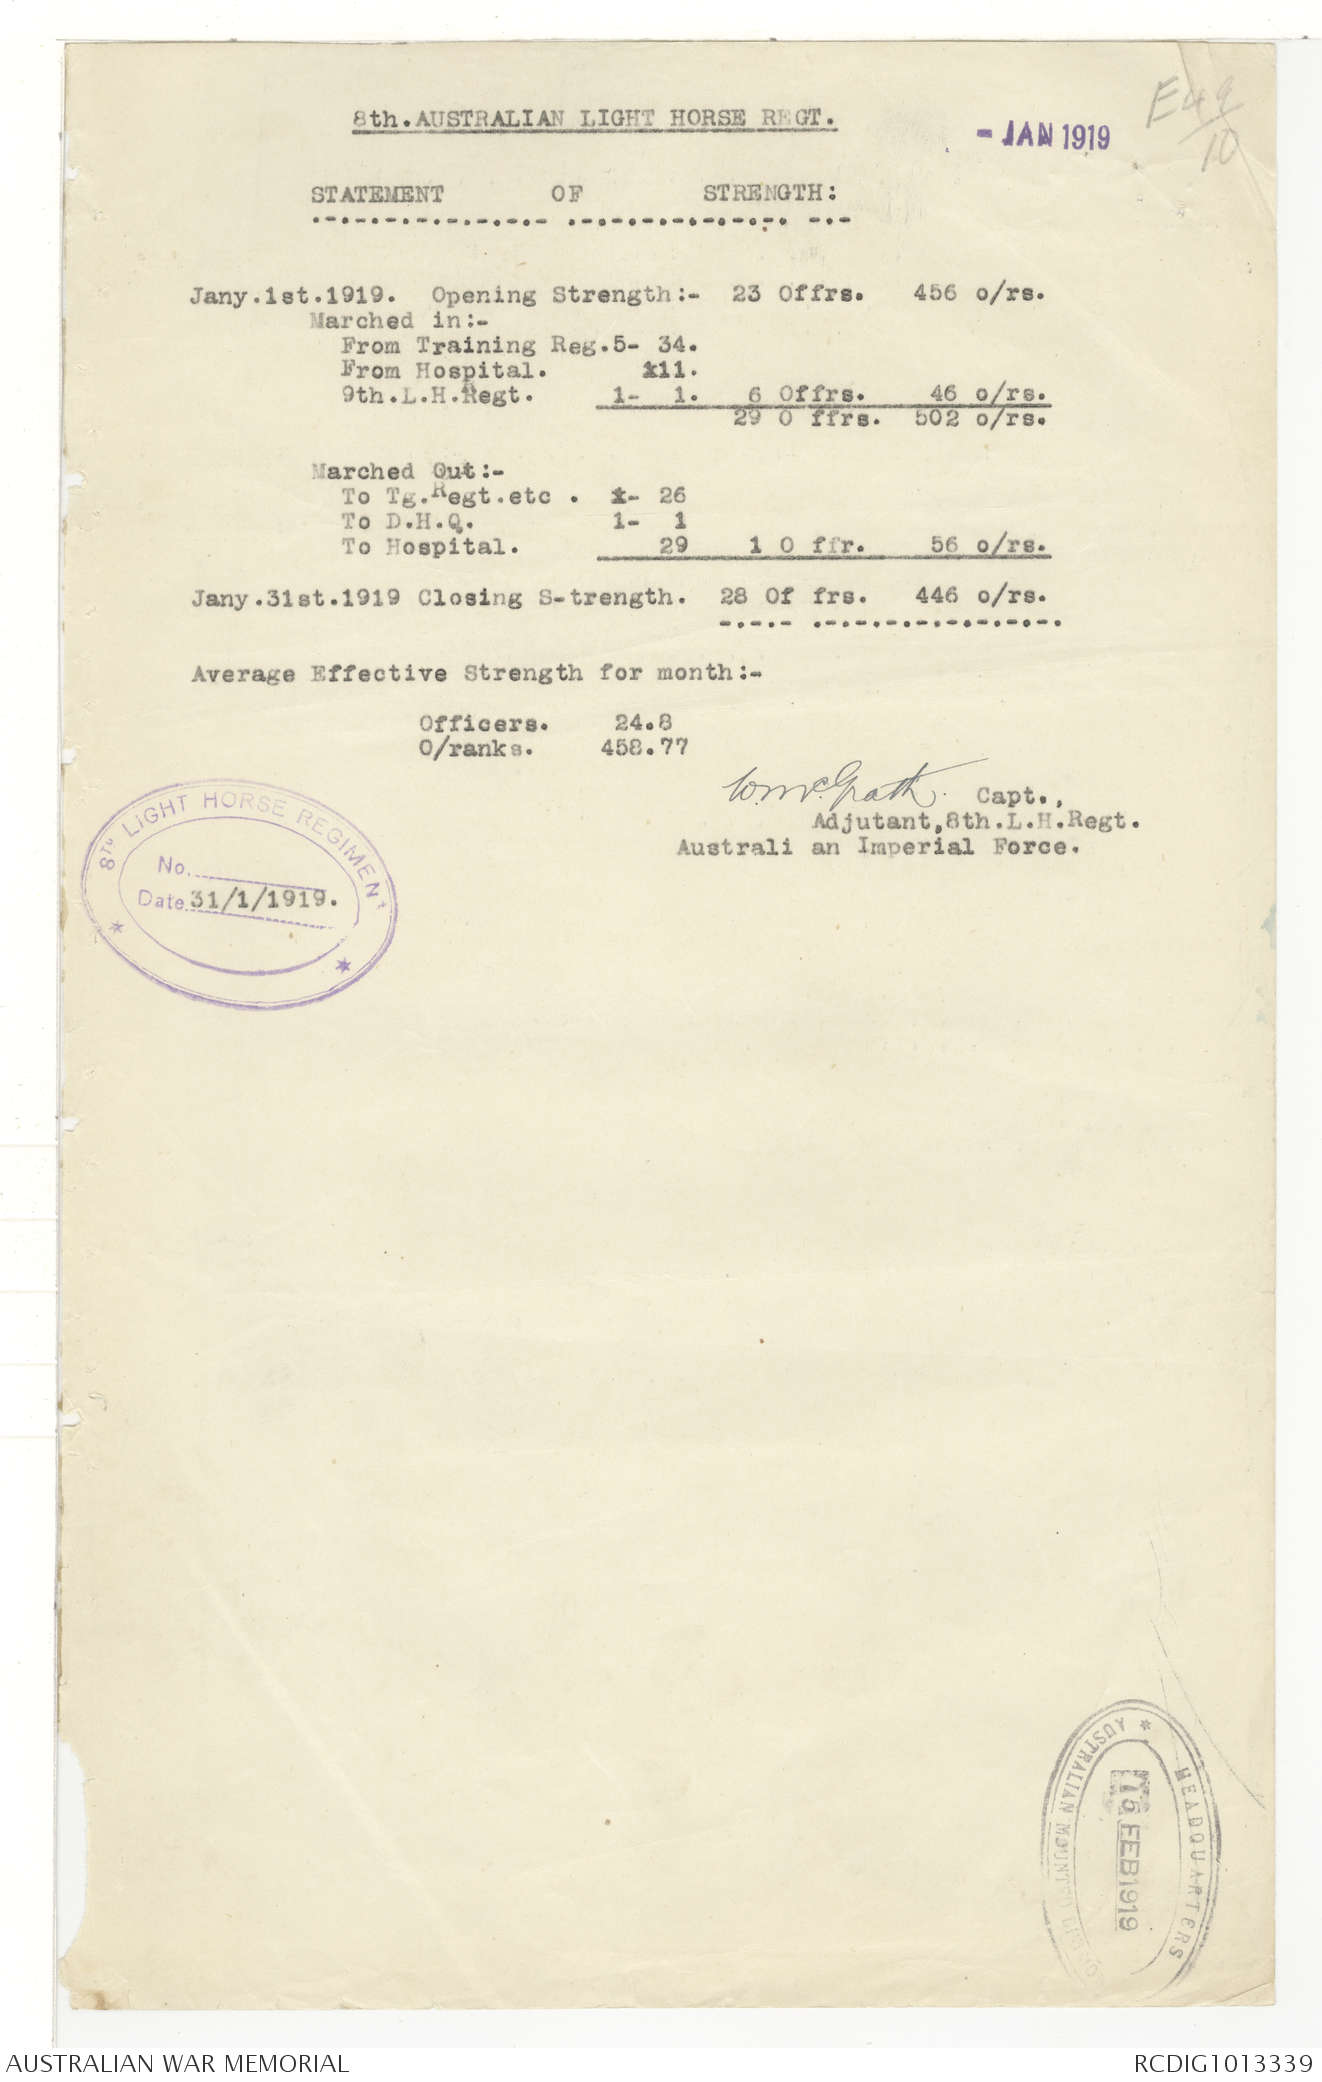 8th.AUSTRALIAN LIGHT HORSE REGT.
- JAN 1919
E49/10
STATEMENT OF STRENGTH:
Jany.1st.1919. Opening Strength:- 23 Offrs. 456 o/rs.
Marched in:-
From Training Reg.5- 34.
From Hospital. 11.
9th.L.H.Regt. 1- 1. 6 Offrs. 46 o/rs.
29 O ffrs. 502 o/rs.
Marched Out:-
To Tg.Regt.etc . - 26
To D.H.Q. 1- 1
To Hospital. 29 1 O ffr. 56 o/rs.
Jany.31st.1919 Closing S-trength. 28 Of frs. 446 o/rs.
Average Effective Strength for month:-
Officers. 24.8
O/ranks. 458.77
W. McGrath. Capt.,
Adjutant,8th.L.H.Regt.
Australi an Imperial Force.
8TH LIGHT HORSE REGIMENT
No.
Date 31/1/1919.
HEADQUARTERS
15 FEB 1919
AUSTRALIAN MOUNTED
AUSTRALIAN WAR MEMORIAL
RCDIG1013339